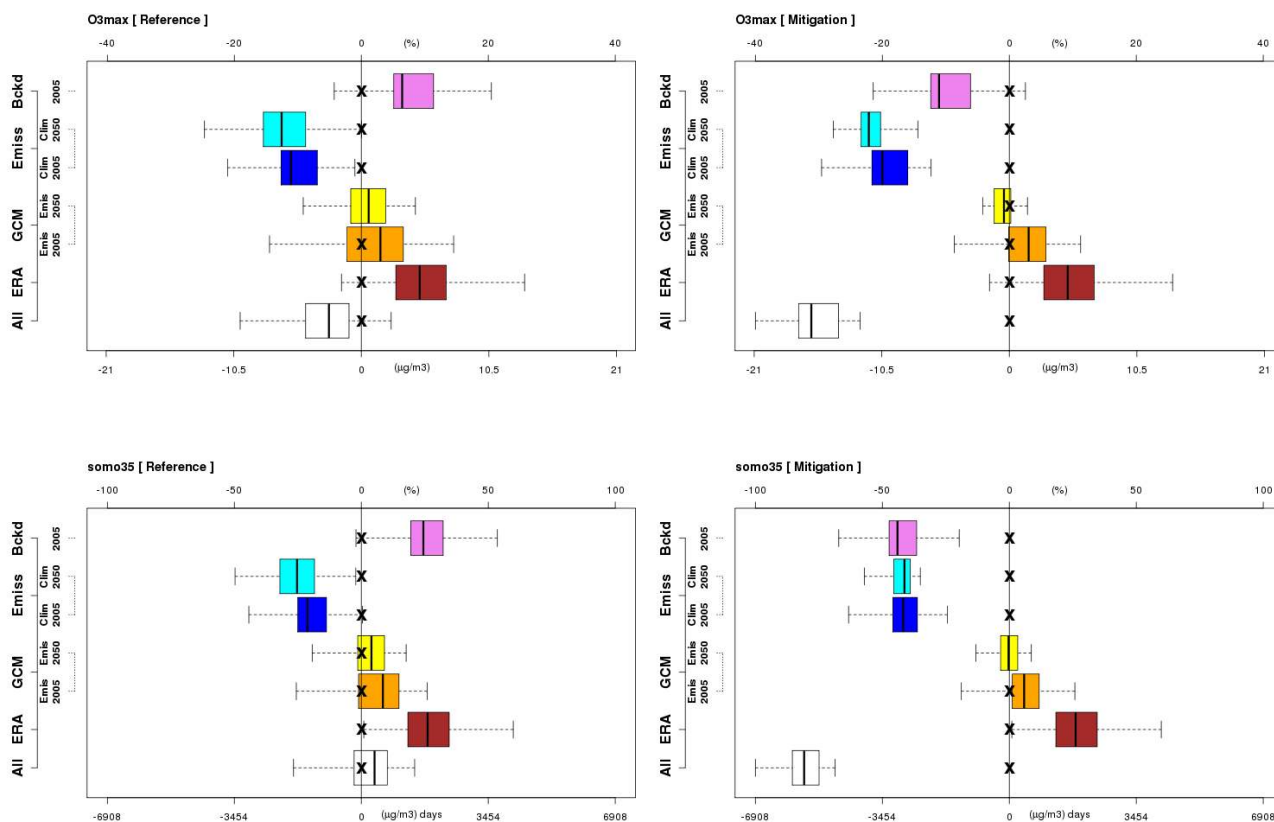 O3max [ Reference ]
-40 -20 0 (%) 20 40
Bckd
Emiss
GCM
ERA
All
2005
Clim 2050
Clim 2005
Emis 2050
Emis 2005
X
X
X
X
X
X
X
-21 -10.5 0 (µg/m3) 10.5 21
O3max [ Mitigation ]
-40 -20 0 (%) 20 40
Bckd
Emiss
GCM
ERA
All
2005
Clim 2050
Clim 2005
Emis 2050
Emis 2005
X
X
X
X
X
X
X
-21 -10.5 0 (µg/m3) 10.5 21
somo35 [ Reference ]
-100 -50 0 (%) 50 100
Bckd
Emiss
GCM
ERA
All
2005
Clim 2050
Clim 2005
Emis 2050
Emis 2005
X
X
X
X
X
X
X
-6908 -3454 0 (µg/m3) days 3454 6908
somo35 [ Mitigation ]
-100 -50 0 (%) 50 100
Bckd
Emiss
GCM
ERA
All
2005
Clim 2050
Clim 2005
Emis 2050
Emis 2005
X
X
X
X
X
X
X
-6908 -3454 0 (µg/m3) days 3454 6908